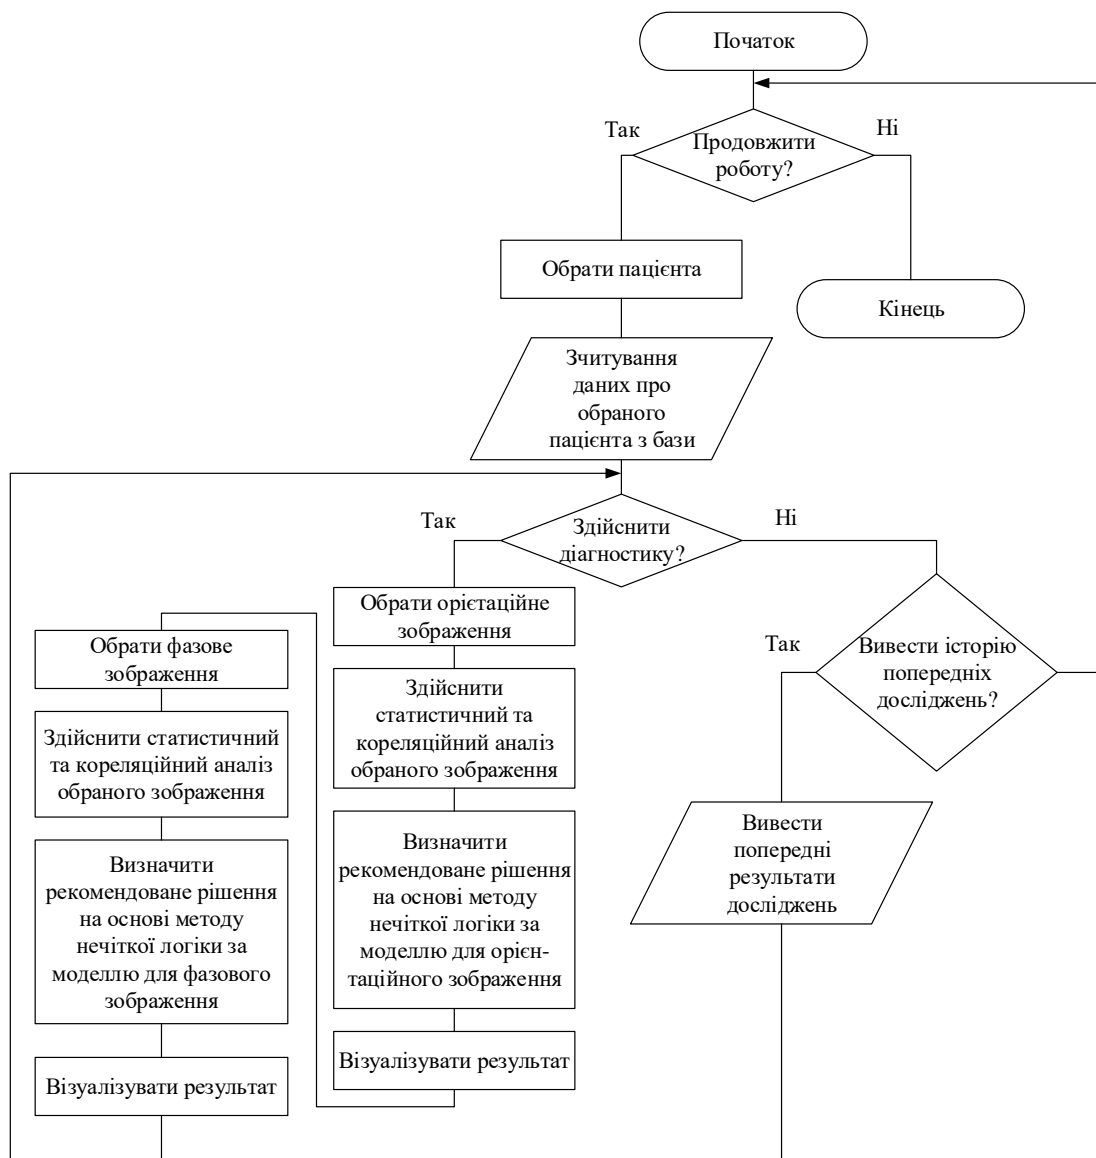 Початок
Так
Ні
Продовжити
роботу?
Обрати пацієнта
Кінець
Зчитування
даних про
обраного
пацієнта з бази
Так
Ні
Здійснити
діагностику?
Обрати орієтаційне
зображення
Обрати фазове
зображення
Так
Вивести історію
попередніх
досліджень?
Здійснити
статистичний та
кореляційний аналіз
обраного зображення
Здійснити статистичний
та кореляційний аналіз
обраного зображення
Визначити
рекомендоване рішення
на основі методу
нечіткої логіки за
моделлю для орієн-
таційного зображення
Вивести
попередні
результати
досліджень
Визначити
рекомендоване рішення
на основі методу
нечіткої логіки за
моделлю для фазового
зображення
Візуалізувати результат
Візуалізувати результат